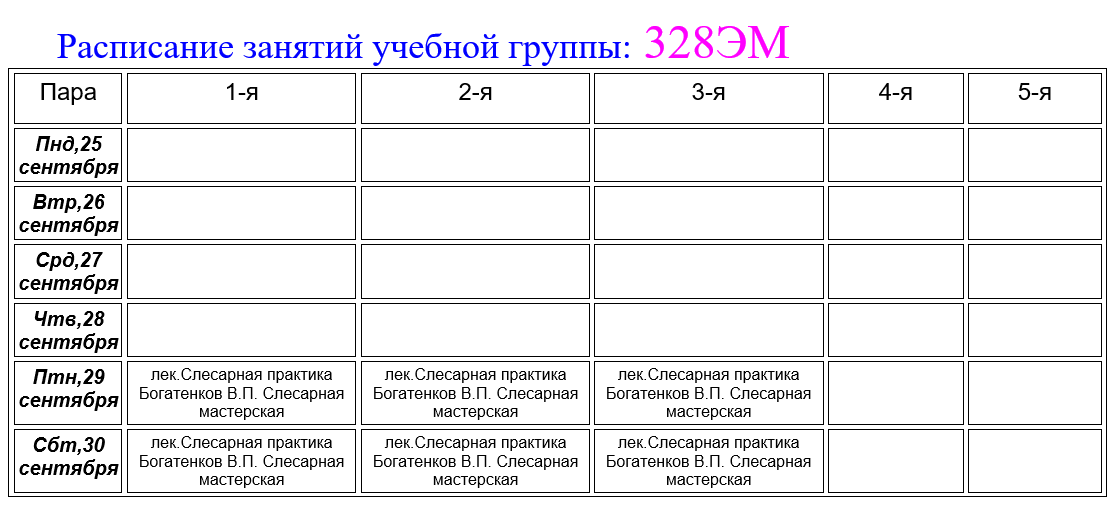 Расписание занятий учебной группы: 328ЭМ
Пара 1-я 2-я 3-я 4-я 5-я
Пнд,25
сентября
Втр,26
сентября
Срд,27
сентября
Чтв,28
сентября
Птн,29
сентября
лек.Слесарная практика
Богатенков В.П. Слесарная
мастерская
лек.Слесарная практика
Богатенков В.П. Слесарная
мастерская
лек.Слесарная практика
Богатенков В.П. Слесарная
мастерская
Сбт,30
сентября
лек.Слесарная практика
Богатенков В.П. Слесарная
мастерская
лек.Слесарная практика
Богатенков В.П. Слесарная
мастерская
лек.Слесарная практика
Богатенков В.П. Слесарная
мастерская